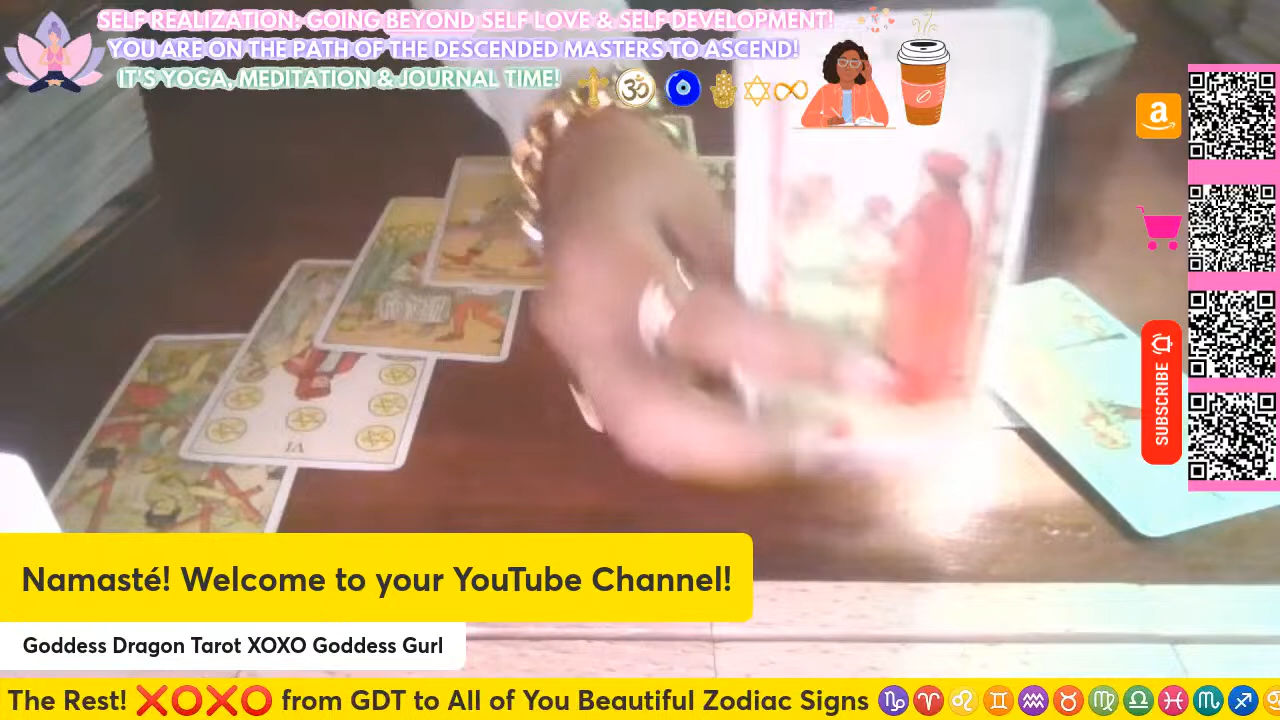 SELF REALIZATION: GOING BEYOND SELF LOVE & SELF DEVELOPMENT!
YOU ARE ON THE PATH OF THE DESCENDED MASTERS TO ASCEND!
IT'S YOGA, MEDITATION & JOURNAL TIME!
a
SUBSCRIBE
VI
Namasté! Welcome to your YouTube Channel!
Goddess Dragon Tarot XOXO Goddess Gurl
The Rest! ❌⭕❌⭕ from GDT to All of You Beautiful Zodiac Signs